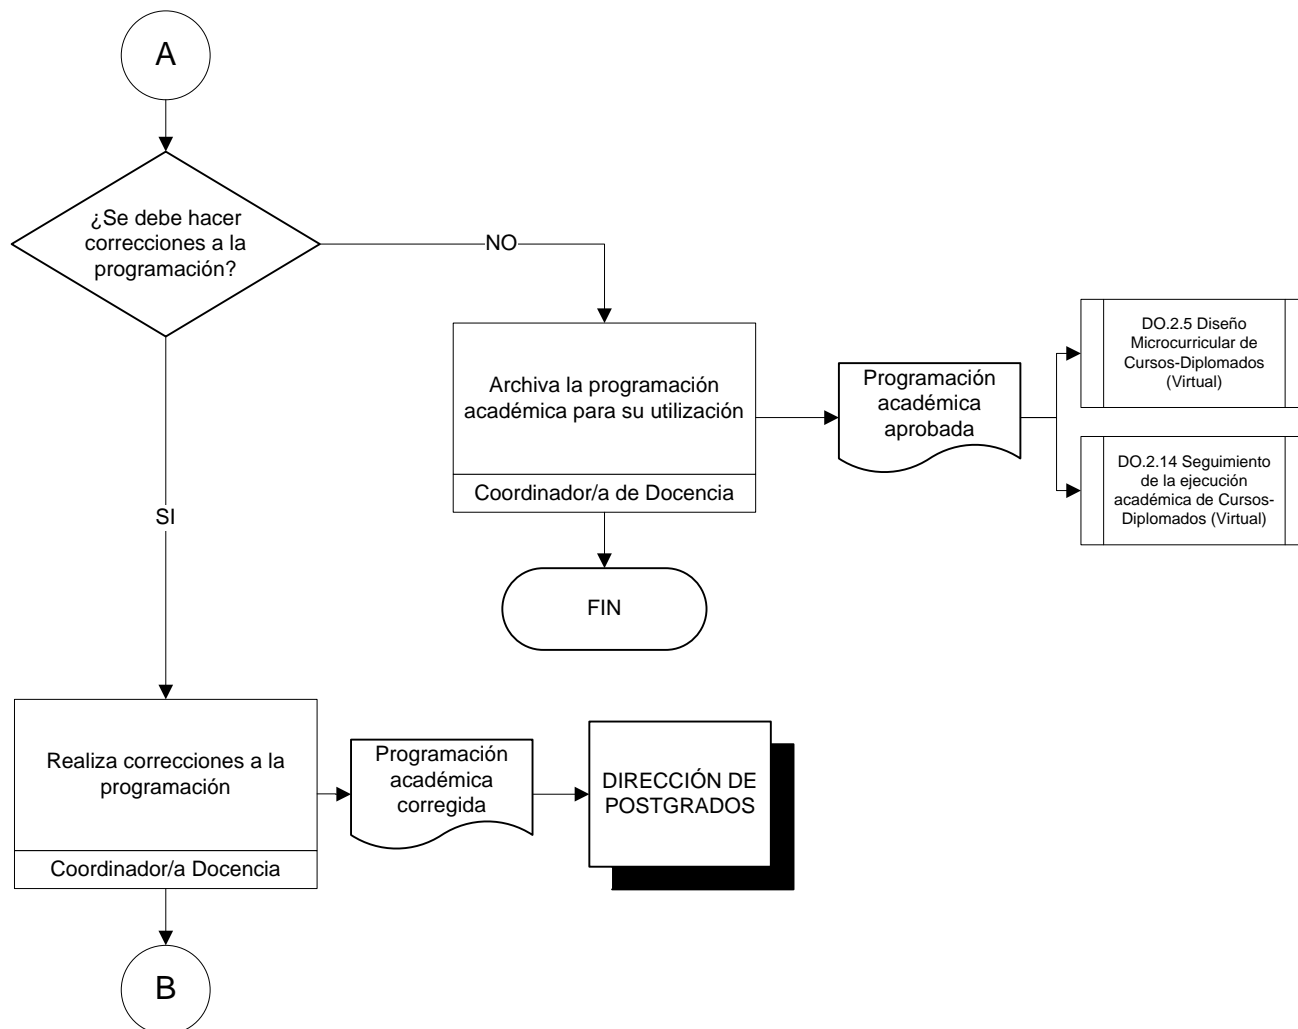 A
¿Se debe hacer
correcciones a la
programación?
NO
SI
Archiva la programación
académica para su utilización
Coordinador/a de Docencia
Programación
académica
aprobada
DO.2.5 Diseño
Microcurricular de
Cursos-Diplomados
(Virtual)
DO.2.14 Seguimiento
de la ejecución
académica de Cursos-
Diplomados (Virtual)
FIN
Realiza correcciones a la
programación
Coordinador/a Docencia
Programación
académica
corregida
DIRECCIÓN DE
POSTGRADOS
B